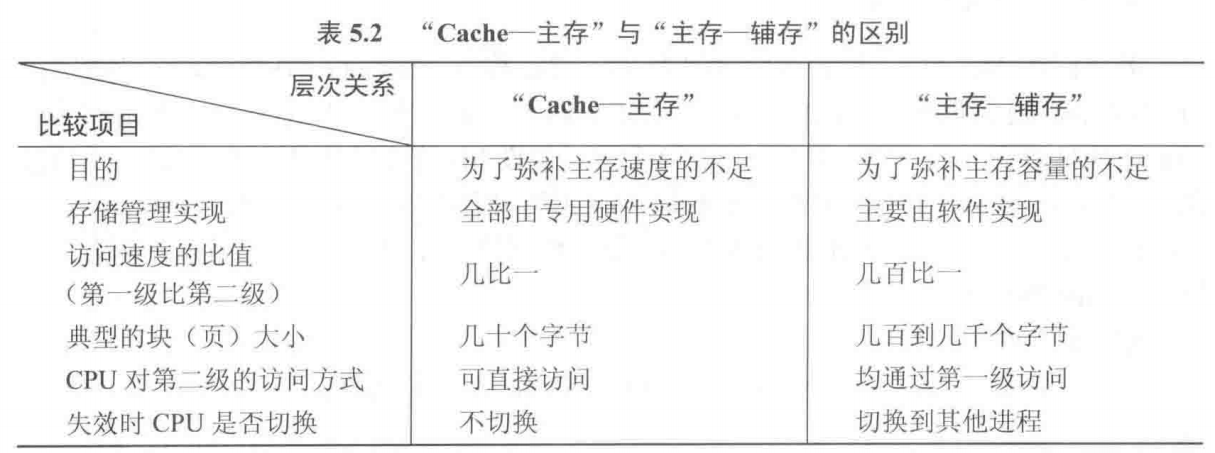 表 5.2 “Cache—主存”与“主存—辅存”的区别
层次关系
比较项目
“Cache—主存”
“主存—辅存”
目的 为了弥补主存速度的不足 为了弥补主存容量的不足
存储管理实现 全部由专用硬件实现 主要由软件实现
访问速度的比值
（第一级比第二级） 几比一 几百比一
典型的块（页）大小 几十个字节 几百到几千个字节
CPU 对第二级的访问方式 可直接访问 均通过第一级访问
失效时 CPU 是否切换 不切换 切换到其他进程